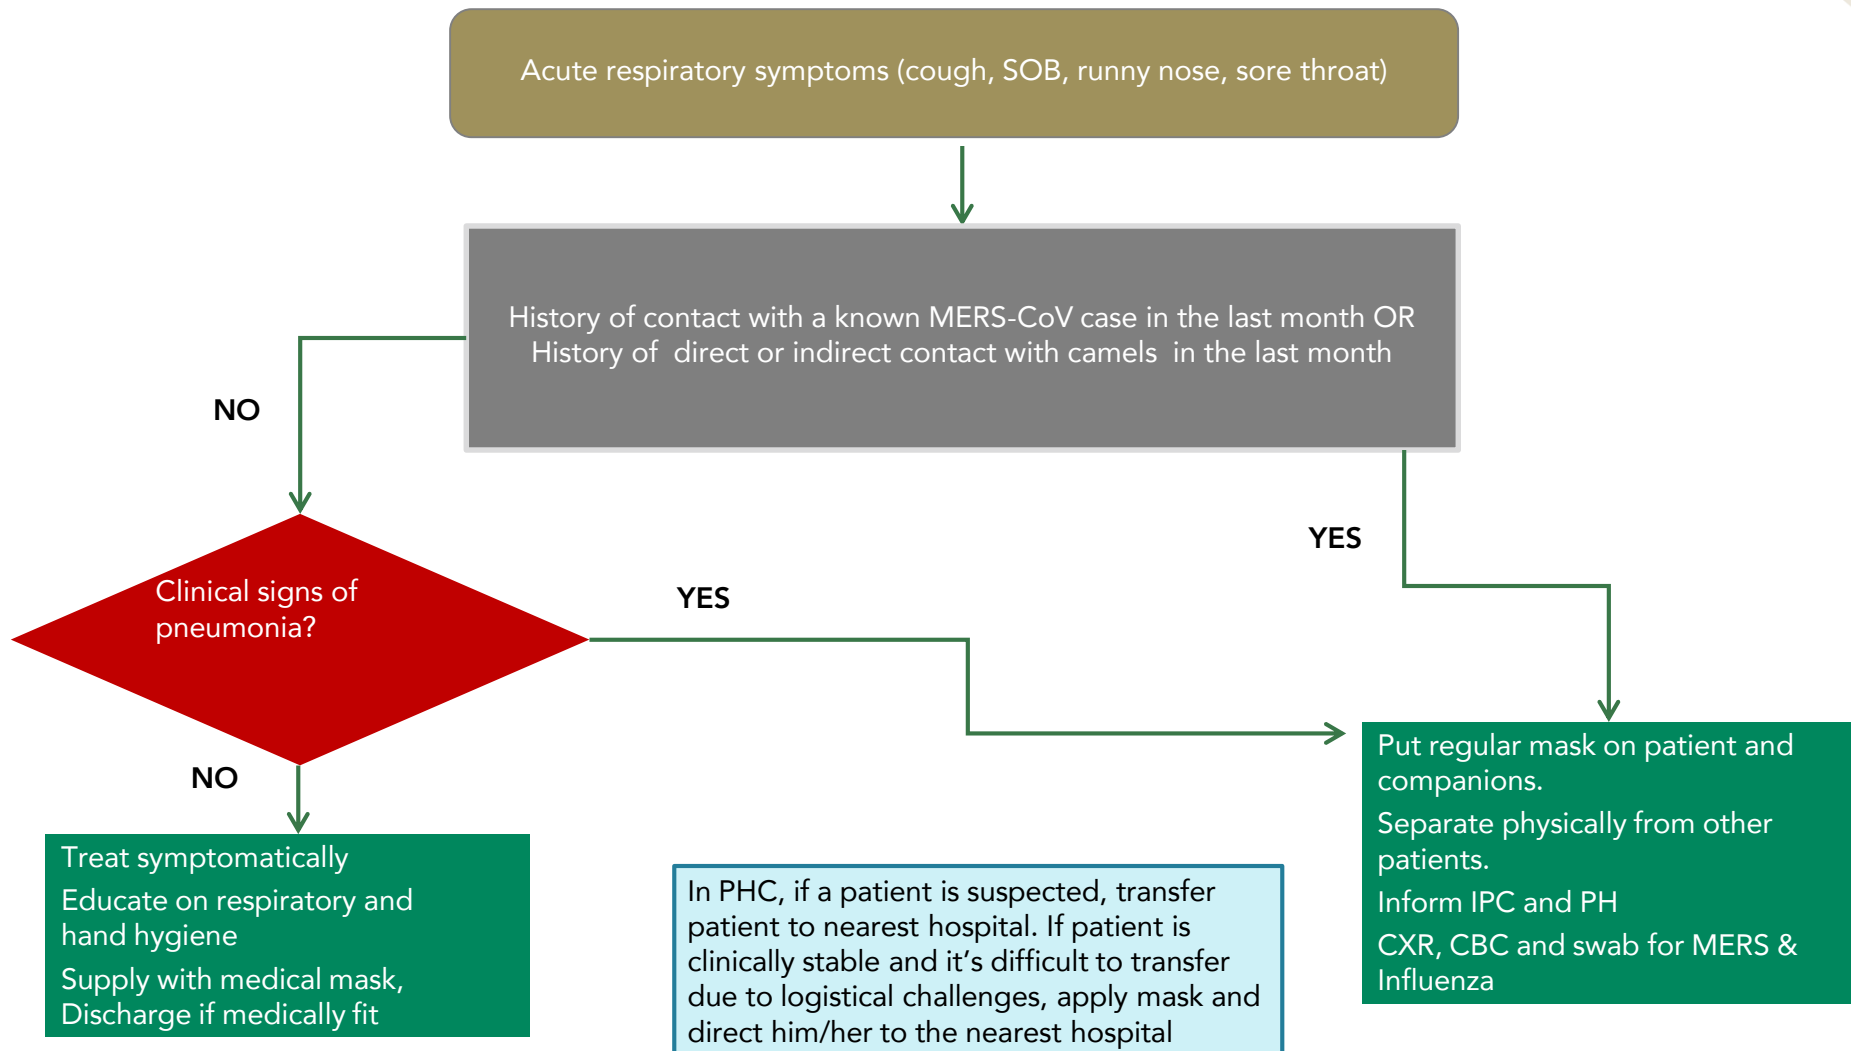 Acute respiratory symptoms (cough, SOB, runny nose, sore throat)
History of contact with a known MERS-CoV case in the last month OR
History of  direct or indirect contact with camels  in the last month
NO
YES
Clinical signs of
pneumonia?
YES
NO
Treat symptomatically
Educate on respiratory and
hand hygiene
Supply with medical mask,
Discharge if medically fit
In PHC, if a patient is suspected, transfer
patient to nearest hospital. If patient is
clinically stable and it’s difficult to transfer
due to logistical challenges, apply mask and
direct him/her to the nearest hospital
Put regular mask on patient and
companions.
Separate physically from other
patients.
Inform IPC and PH
CXR, CBC and swab for MERS &
Influenza